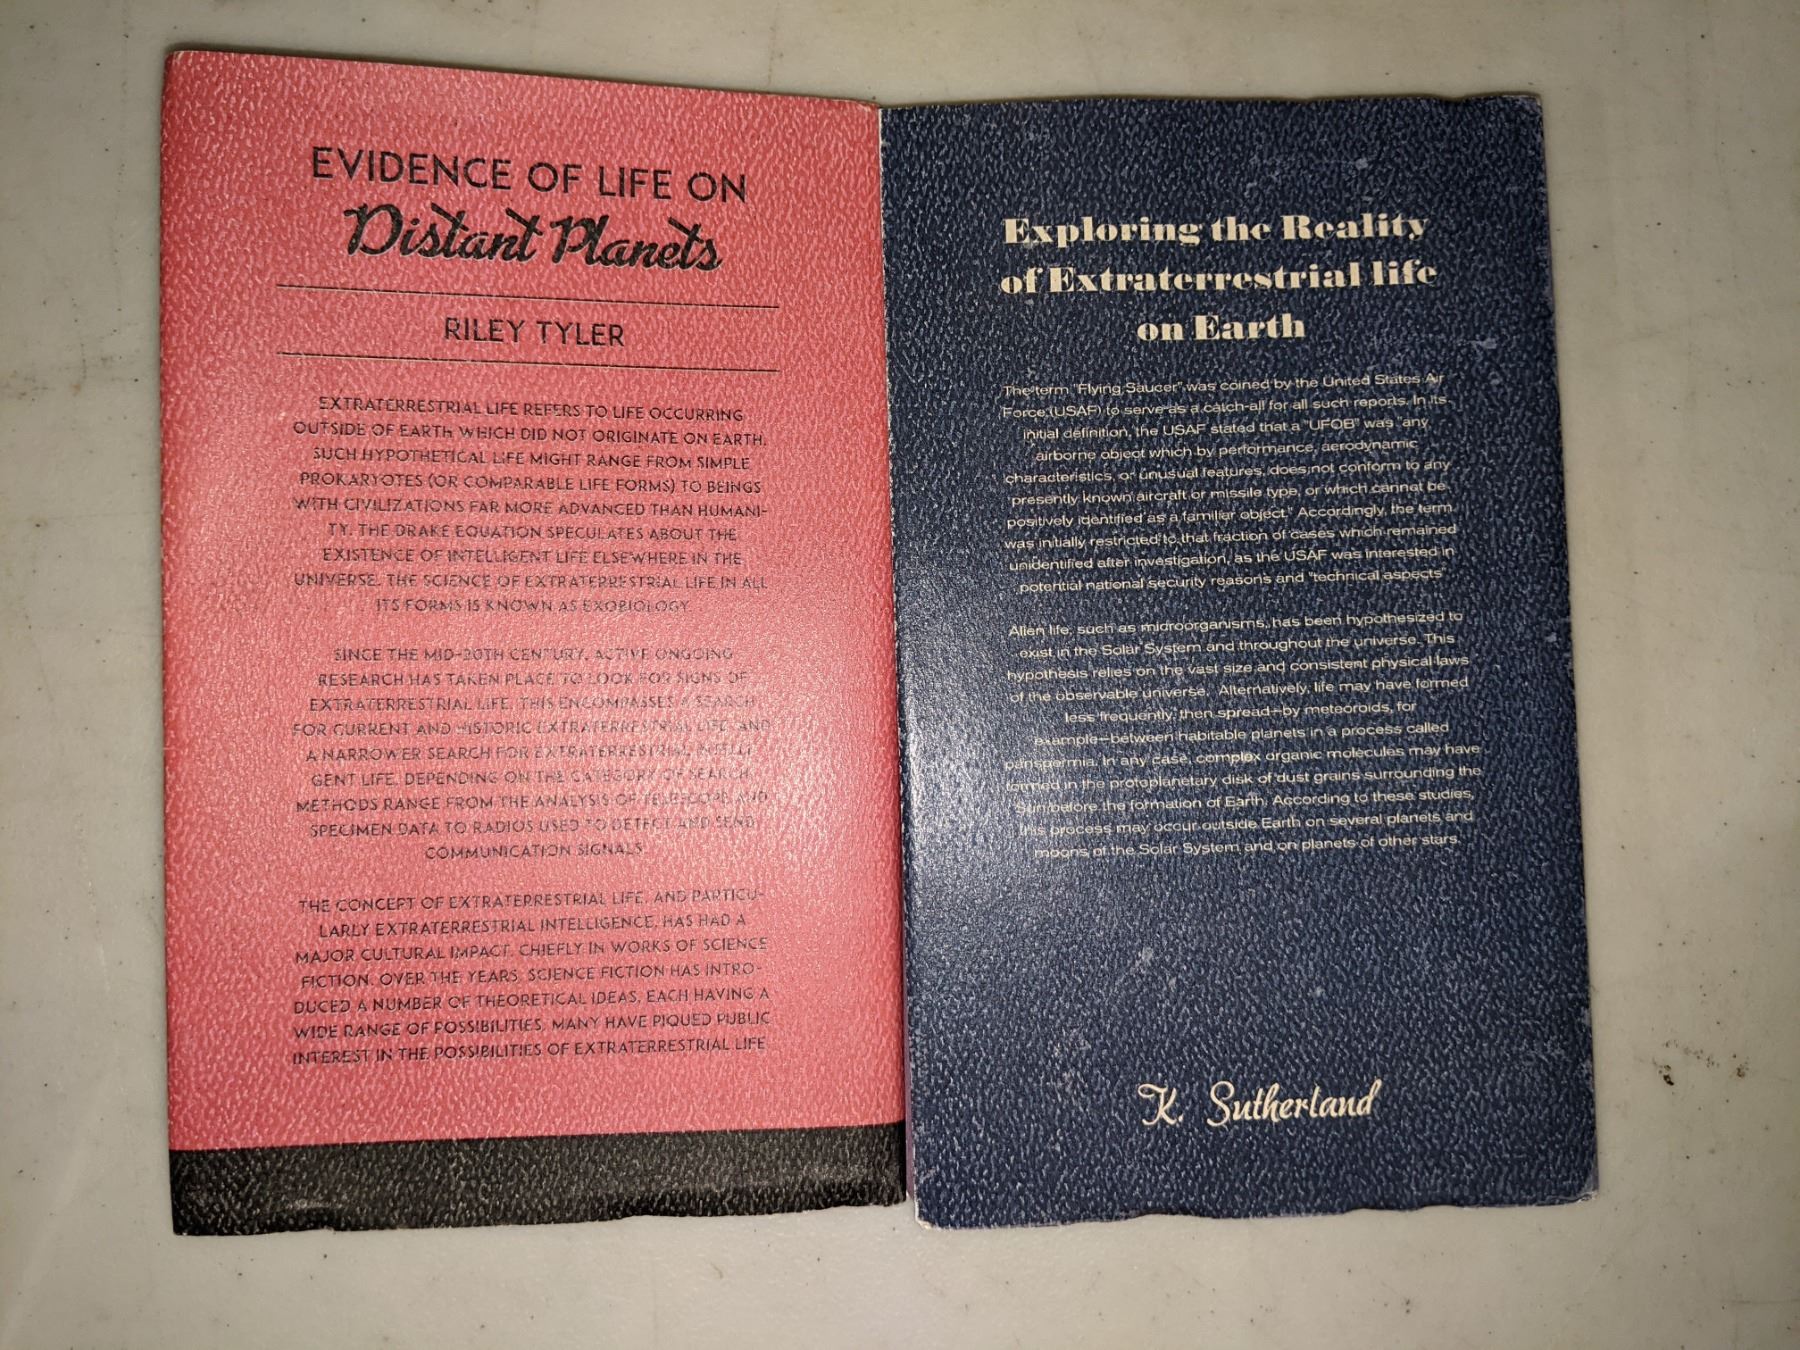 EVIDENCE OF LIFE ON
Distant Planets
RILEY TYLER
EXTRATERRESTRIAL LIFE REFERS TO LIFE OCCURRING
OUTSIDE OF EARTH WHICH DID NOT ORIGINATE ON EARTH.
SUCH HYPOTHETICAL LIFE MIGHT RANGE FROM SIMPLE
PROKARYOTES (OR COMPARABLE LIFE FORMS) TO BEINGS
WITH CIVILIZATIONS FAR MORE ADVANCED THAN HUMANI-
TY. THE DRAKE EQUATION SPECULATES ABOUT THE
EXISTENCE OF INTELLIGENT LIFE ELSEWHERE IN THE
UNIVERSE. THE SCIENCE OF EXTRATERRESTRIAL LIFE IN ALL
ITS FORMS IS KNOWN AS EXOBIOLOGY.
SINCE THE MID-20TH CENTURY, ACTIVE ONGOING
RESEARCH HAS TAKEN PLACE TO LOOK FOR SIGNS OF
EXTRATERRESTRIAL LIFE. THIS ENCOMPASSES A SEARCH
FOR CURRENT AND HISTORIC EXTRATERRESTRIAL LIFE, AND
A NARROWER SEARCH FOR EXTRATERRESTRIAL INTELLI-
GENT LIFE. DEPENDING ON THE CATEGORY OF SEARCH,
METHODS RANGE FROM THE ANALYSIS OF TELESCOPE AND
SPECIMEN DATA TO RADIOS USED TO DETECT AND SEND
COMMUNICATION SIGNALS.
THE CONCEPT OF EXTRATERRESTRIAL LIFE, AND PARTICU-
LARLY EXTRATERRESTRIAL INTELLIGENCE, HAS HAD A
MAJOR CULTURAL IMPACT, CHIEFLY IN WORKS OF SCIENCE
FICTION. OVER THE YEARS, SCIENCE FICTION HAS INTRO-
DUCED A NUMBER OF THEORETICAL IDEAS, EACH HAVING A
WIDE RANGE OF POSSIBILITIES. MANY HAVE PIQUED PUBLIC
INTEREST IN THE POSSIBILITIES OF EXTRATERRESTRIAL LIFE
Exploring the Reality
of Extraterrestrial life
on Earth
The term "Flying Saucer" was coined by the United States Air
Force (USAF) to serve as a catch-all for all such reports. In its
initial definition, the USAF stated that a "UFOB" was "any
airborne object which by performance, aerodynamic
characteristics, or unusual features, does not conform to any
presently known aircraft or missile type, or which cannot be
positively identified as a familiar object." Accordingly, the term
was initially restricted to that fraction of cases which remained
unidentified after investigation, as the USAF was interested in
potential national security reasons and "technical aspects"
Alien life, such as microorganisms, has been hypothesized to
exist in the Solar System and throughout the universe. This
hypothesis relies on the vast size and consistent physical laws
of the observable universe. Alternatively, life may have formed
less frequently, then spread—by meteoroids, for
example—between habitable planets in a process called
panspermia. In any case, complex organic molecules may have
formed in the protoplanetary disk of dust grains surrounding the
Sun before the formation of Earth. According to these studies,
this process may occur outside Earth on several planets and
moons of the Solar System and on planets of other stars.
K. Sutherland